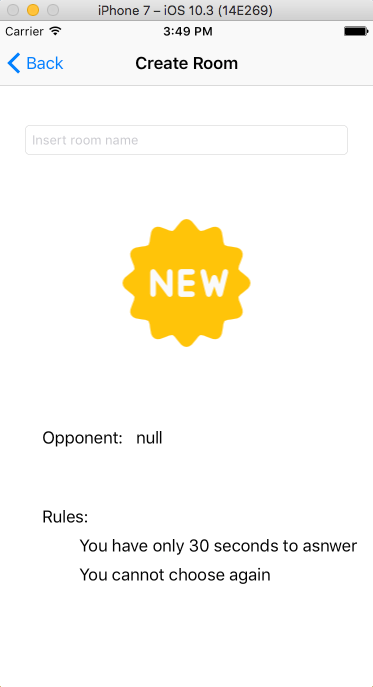 iPhone 7 – iOS 10.3 (14E269)
Carrier 3:49 PM
Back Create Room
Insert room name
NEW
Opponent: null
Rules:
You have only 30 seconds to asnwer
You cannot choose again